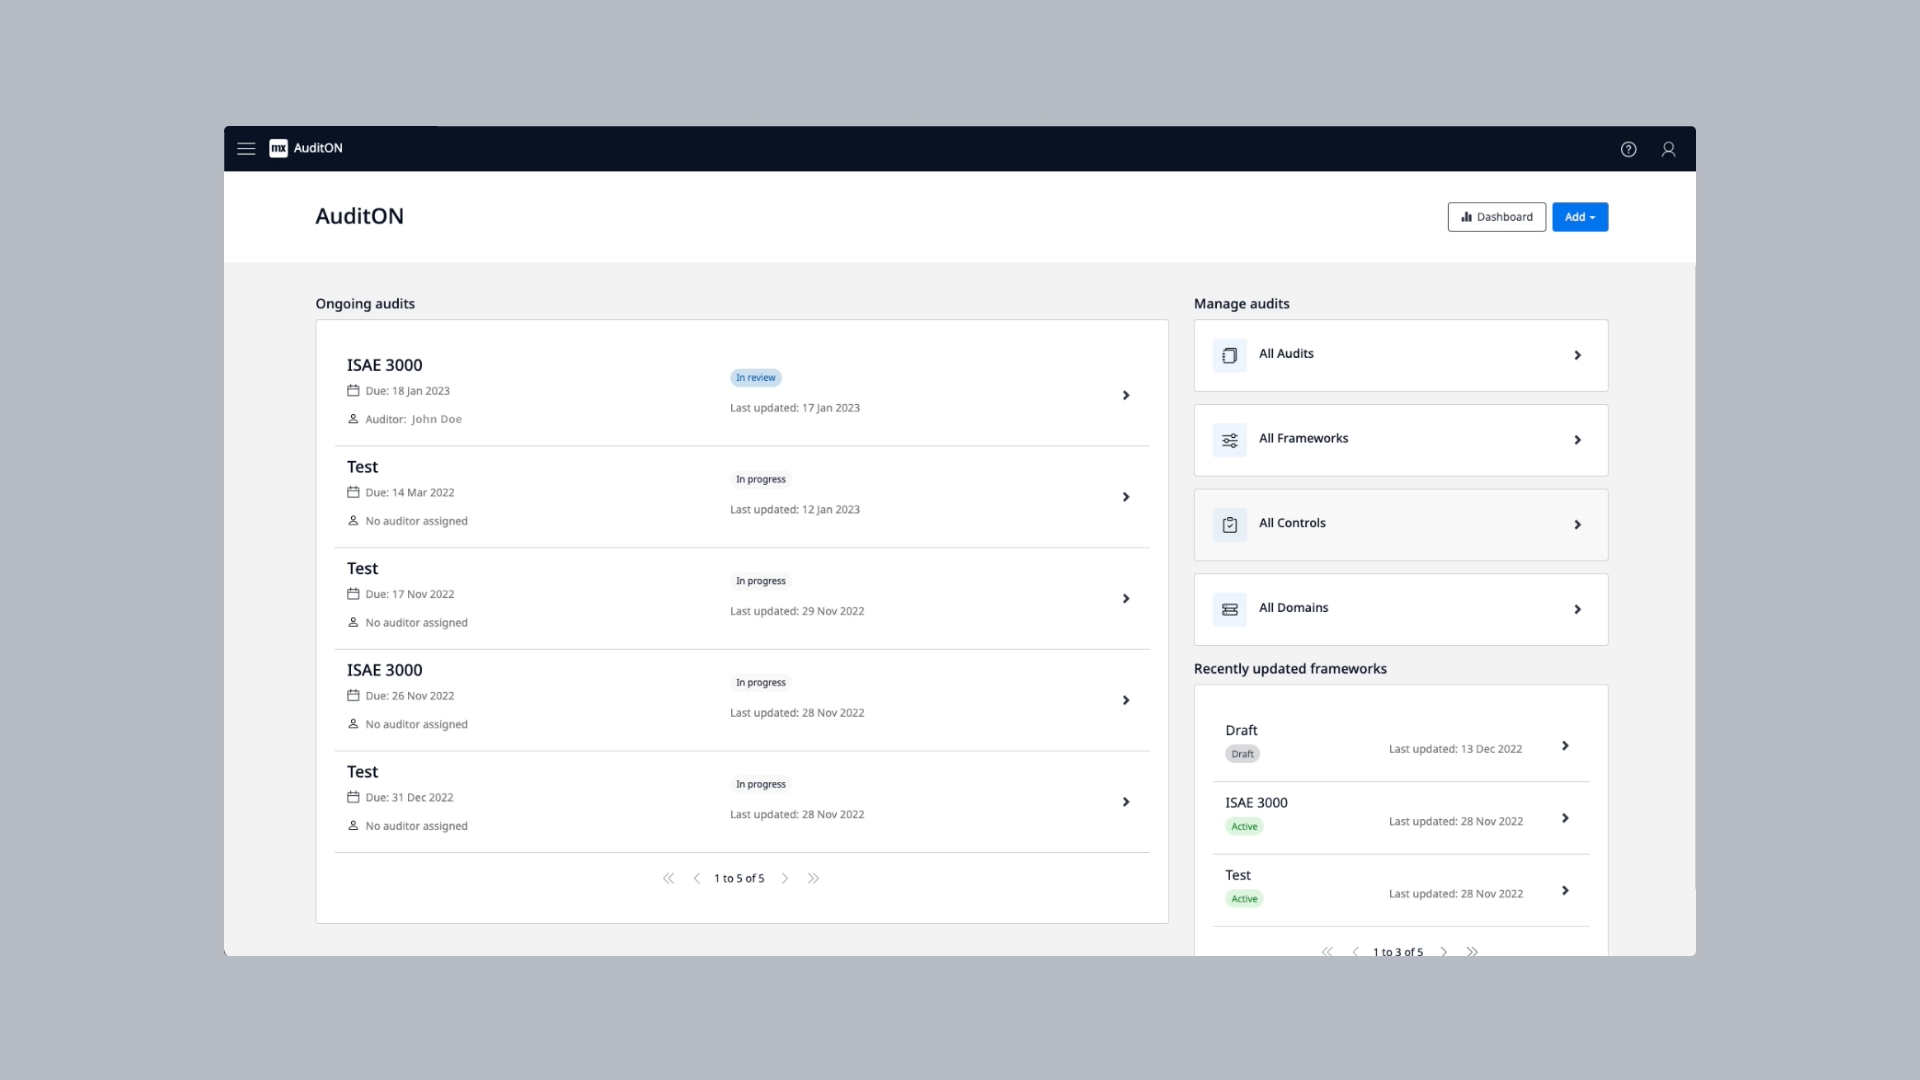 mx AuditON
AuditON
Dashboard
Add
Ongoing audits
ISAE 3000
Due: 18 Jan 2023
Auditor: John Doe
In review
Last updated: 17 Jan 2023
Test
Due: 14 Mar 2022
No auditor assigned
In progress
Last updated: 12 Jan 2023
Test
Due: 17 Nov 2022
No auditor assigned
In progress
Last updated: 29 Nov 2022
ISAE 3000
Due: 26 Nov 2022
No auditor assigned
In progress
Last updated: 28 Nov 2022
Test
Due: 31 Dec 2022
No auditor assigned
In progress
Last updated: 28 Nov 2022
1 to 5 of 5
Manage audits
All Audits
All Frameworks
All Controls
All Domains
Recently updated frameworks
Draft
Draft
Last updated: 13 Dec 2022
ISAE 3000
Active
Last updated: 28 Nov 2022
Test
Active
Last updated: 28 Nov 2022
1 to 3 of 5